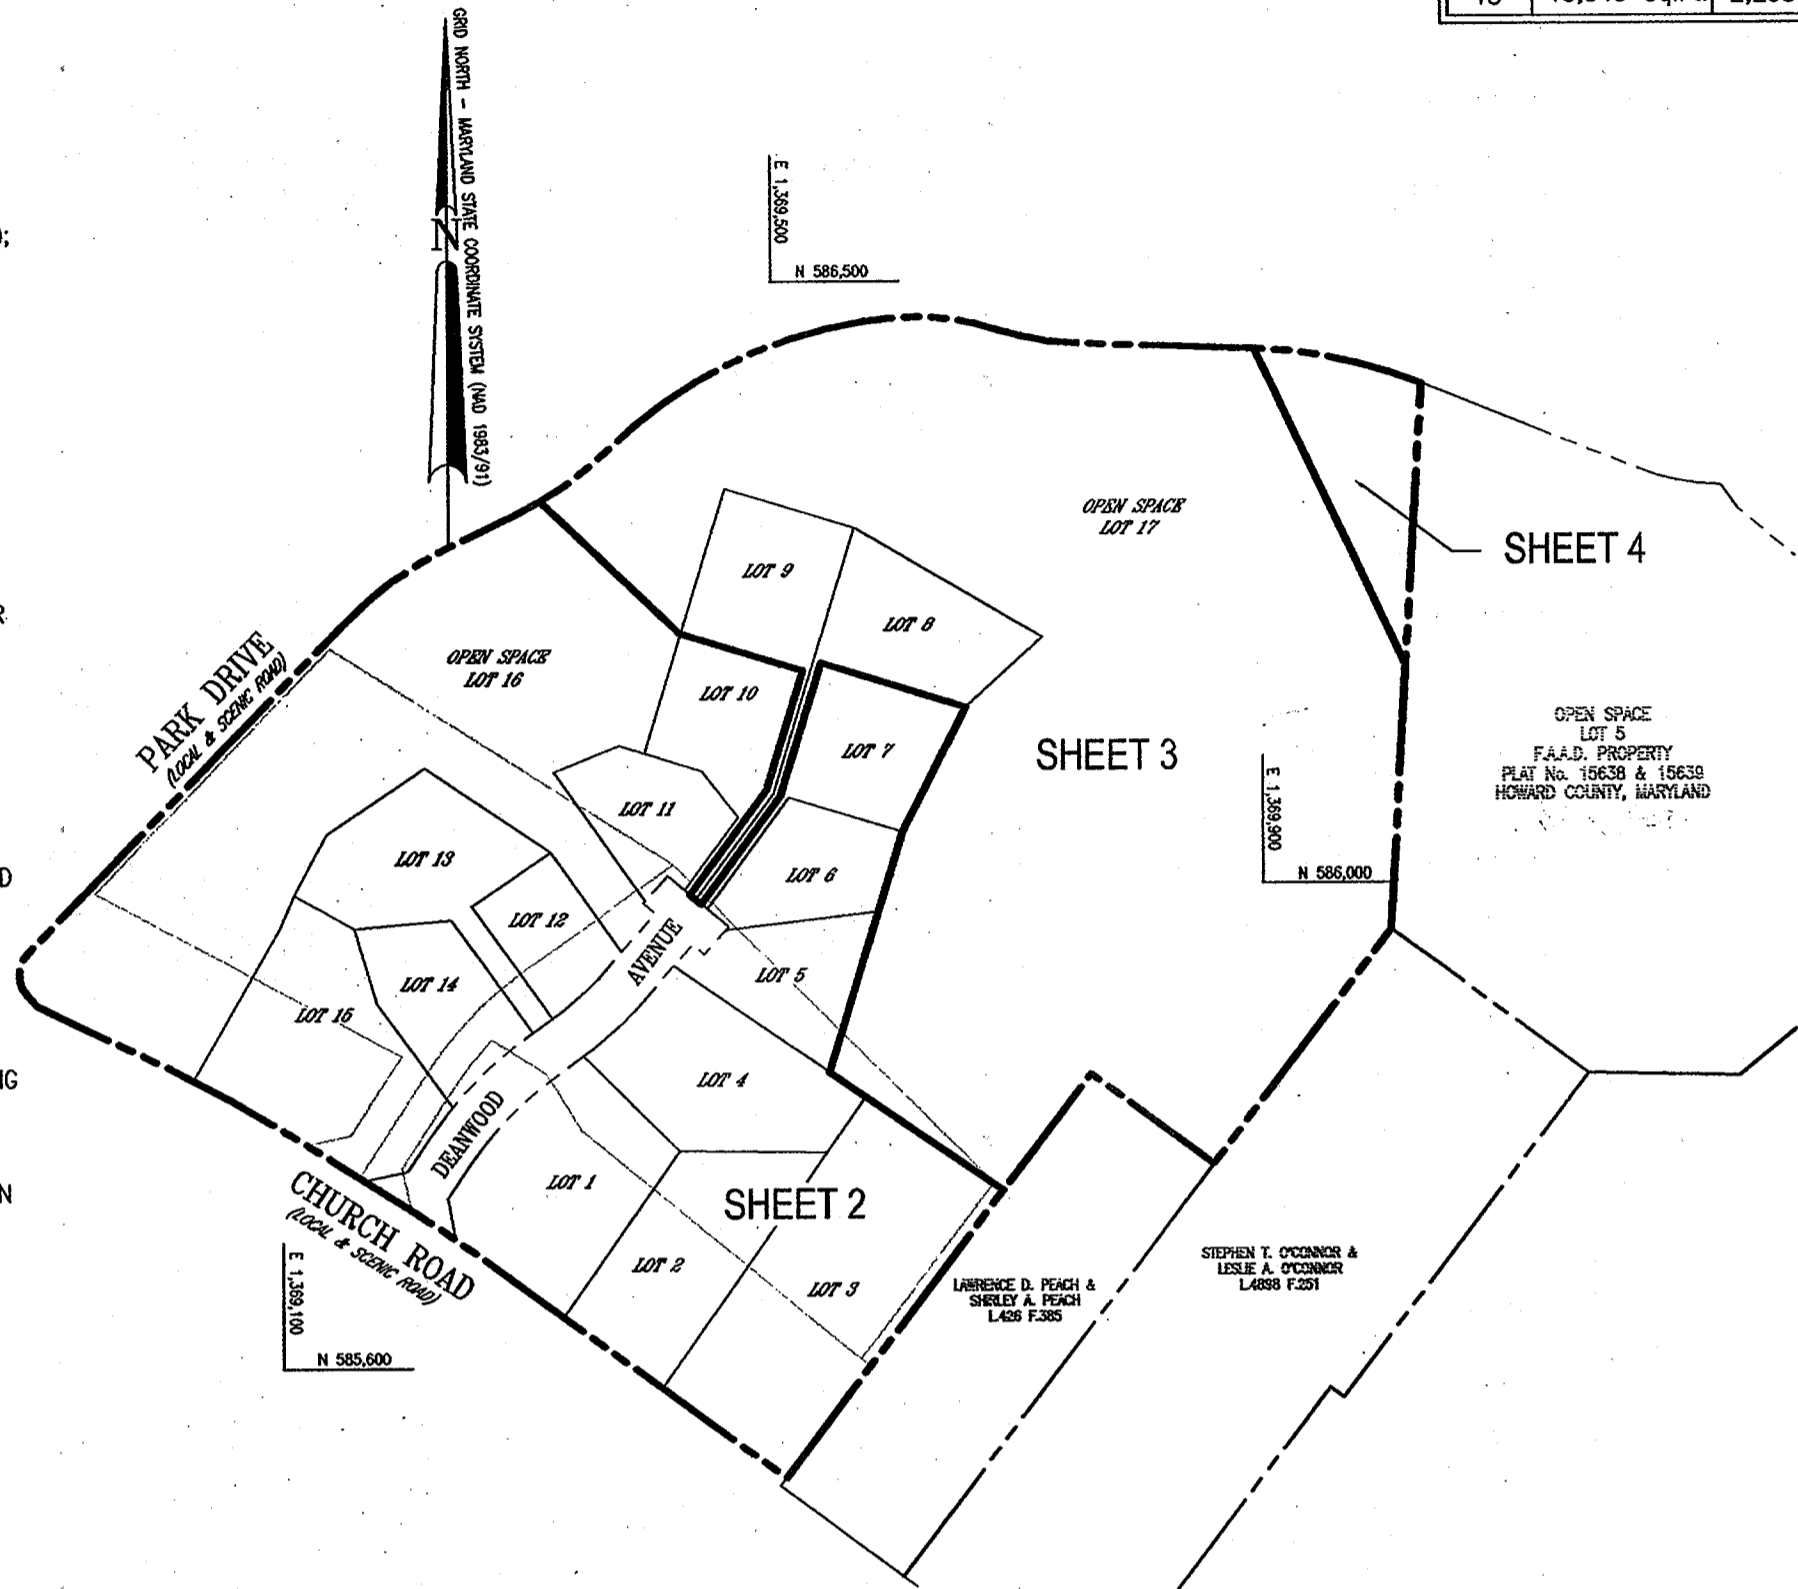 GRID NORTH - MARYLAND STATE COORDINATE SYSTEM (NAD 1983/91)
N
E 1,369,500
N 586,500
OPEN SPACE
LOT 17
SHEET 4
LOT 9
LOT 8
PARK DRIVE
(LOCAL & SCENIC ROAD)
OPEN SPACE
LOT 16
LOT 10
LOT 7
SHEET 3
OPEN SPACE
LOT 5
F.A.A.D. PROPERTY
PLAT No. 15638 & 15639
HOWARD COUNTY, MARYLAND
E 1,369,900
N 586,000
LOT 11
LOT 13
LOT 6
LOT 12
AVENUE
LOT 5
LOT 14
LOT 15
LOT 4
DEANWOOD
LOT 1
SHEET 2
CHURCH ROAD
(LOCAL & SCENIC ROAD)
LOT 2
LOT 3
E 1,369,100
N 585,600
LAWRENCE D. PEACH &
SHIRLEY A. PEACH
L.426 F.385
STEPHEN T. O'CONNOR &
LESLIE A. O'CONNOR
L.4898 F.251